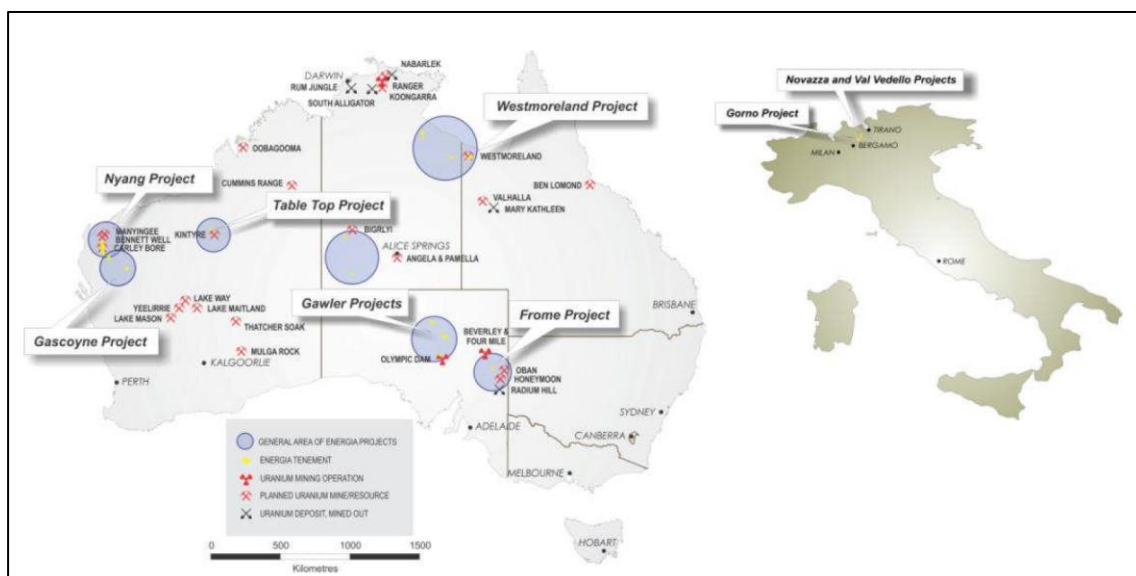 NABARLEK
DARWIN
RUM JUNGLE
RANGER
KOONGARRA
SOUTH ALLIGATOR
Westmoreland Project
OOBAGOOMA
WESTMORELAND
CUMMINS RANGE
BEN LOMOND
VALHALLA
MARY KATHLEEN
Nyang Project
Table Top Project
MANYINGEE
BENNETT WELL
CARLEY BORE
KINTYRE
BIGRLYI
ALICE SPRINGS
ANGELA & PAMELLA
Gawler Projects
Frome Project
BRISBANE
LAKE WAY
YEELIRRIE
LAKE MAITLAND
LAKE MASON
THATCHER SOAK
BEVERLEY &
FOUR MILE
Gascoyne Project
MULGA ROCK
OLYMPIC DAM
OBAN
HONEYMOON
RADIUM HILL
KALGOORLIE
PERTH
SYDNEY
ADELAIDE
CANBERRA
MELBOURNE
HOBART
GENERAL AREA OF ENERGIA PROJECTS
ENERGIA TENEMENT
URANIUM MINING OPERATION
PLANNED URANIUM MINE/RESOURCE
URANIUM DEPOSIT, MINED OUT
0 500 1000 1500
Kilometres
Novazza and Val Vedello Projects
Gorno Project
TIRANO
BERGAMO
MILAN
ROME